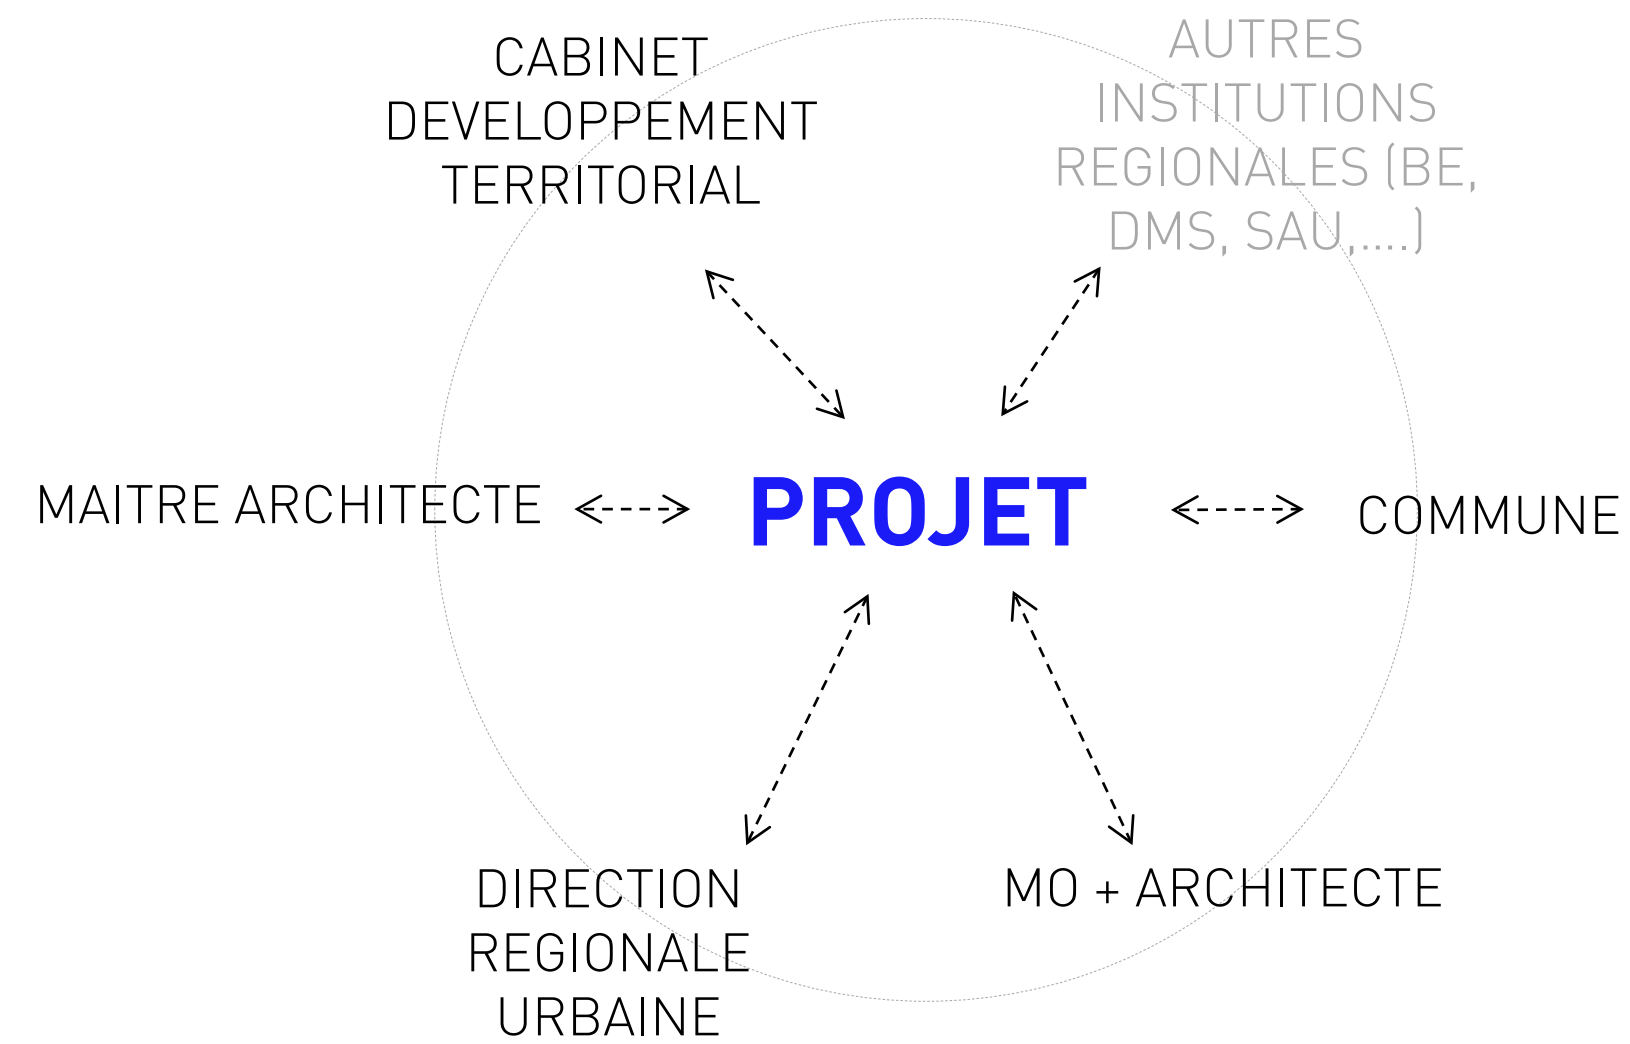 CABINET
DEVELOPPEMENT
TERRITORIAL
AUTRES
INSTITUTIONS
REGIONALES (BE,
DMS, SAU,....)
MAITRE ARCHITECTE
PROJET
COMMUNE
DIRECTION
REGIONALE
URBAINE
MO + ARCHITECTE